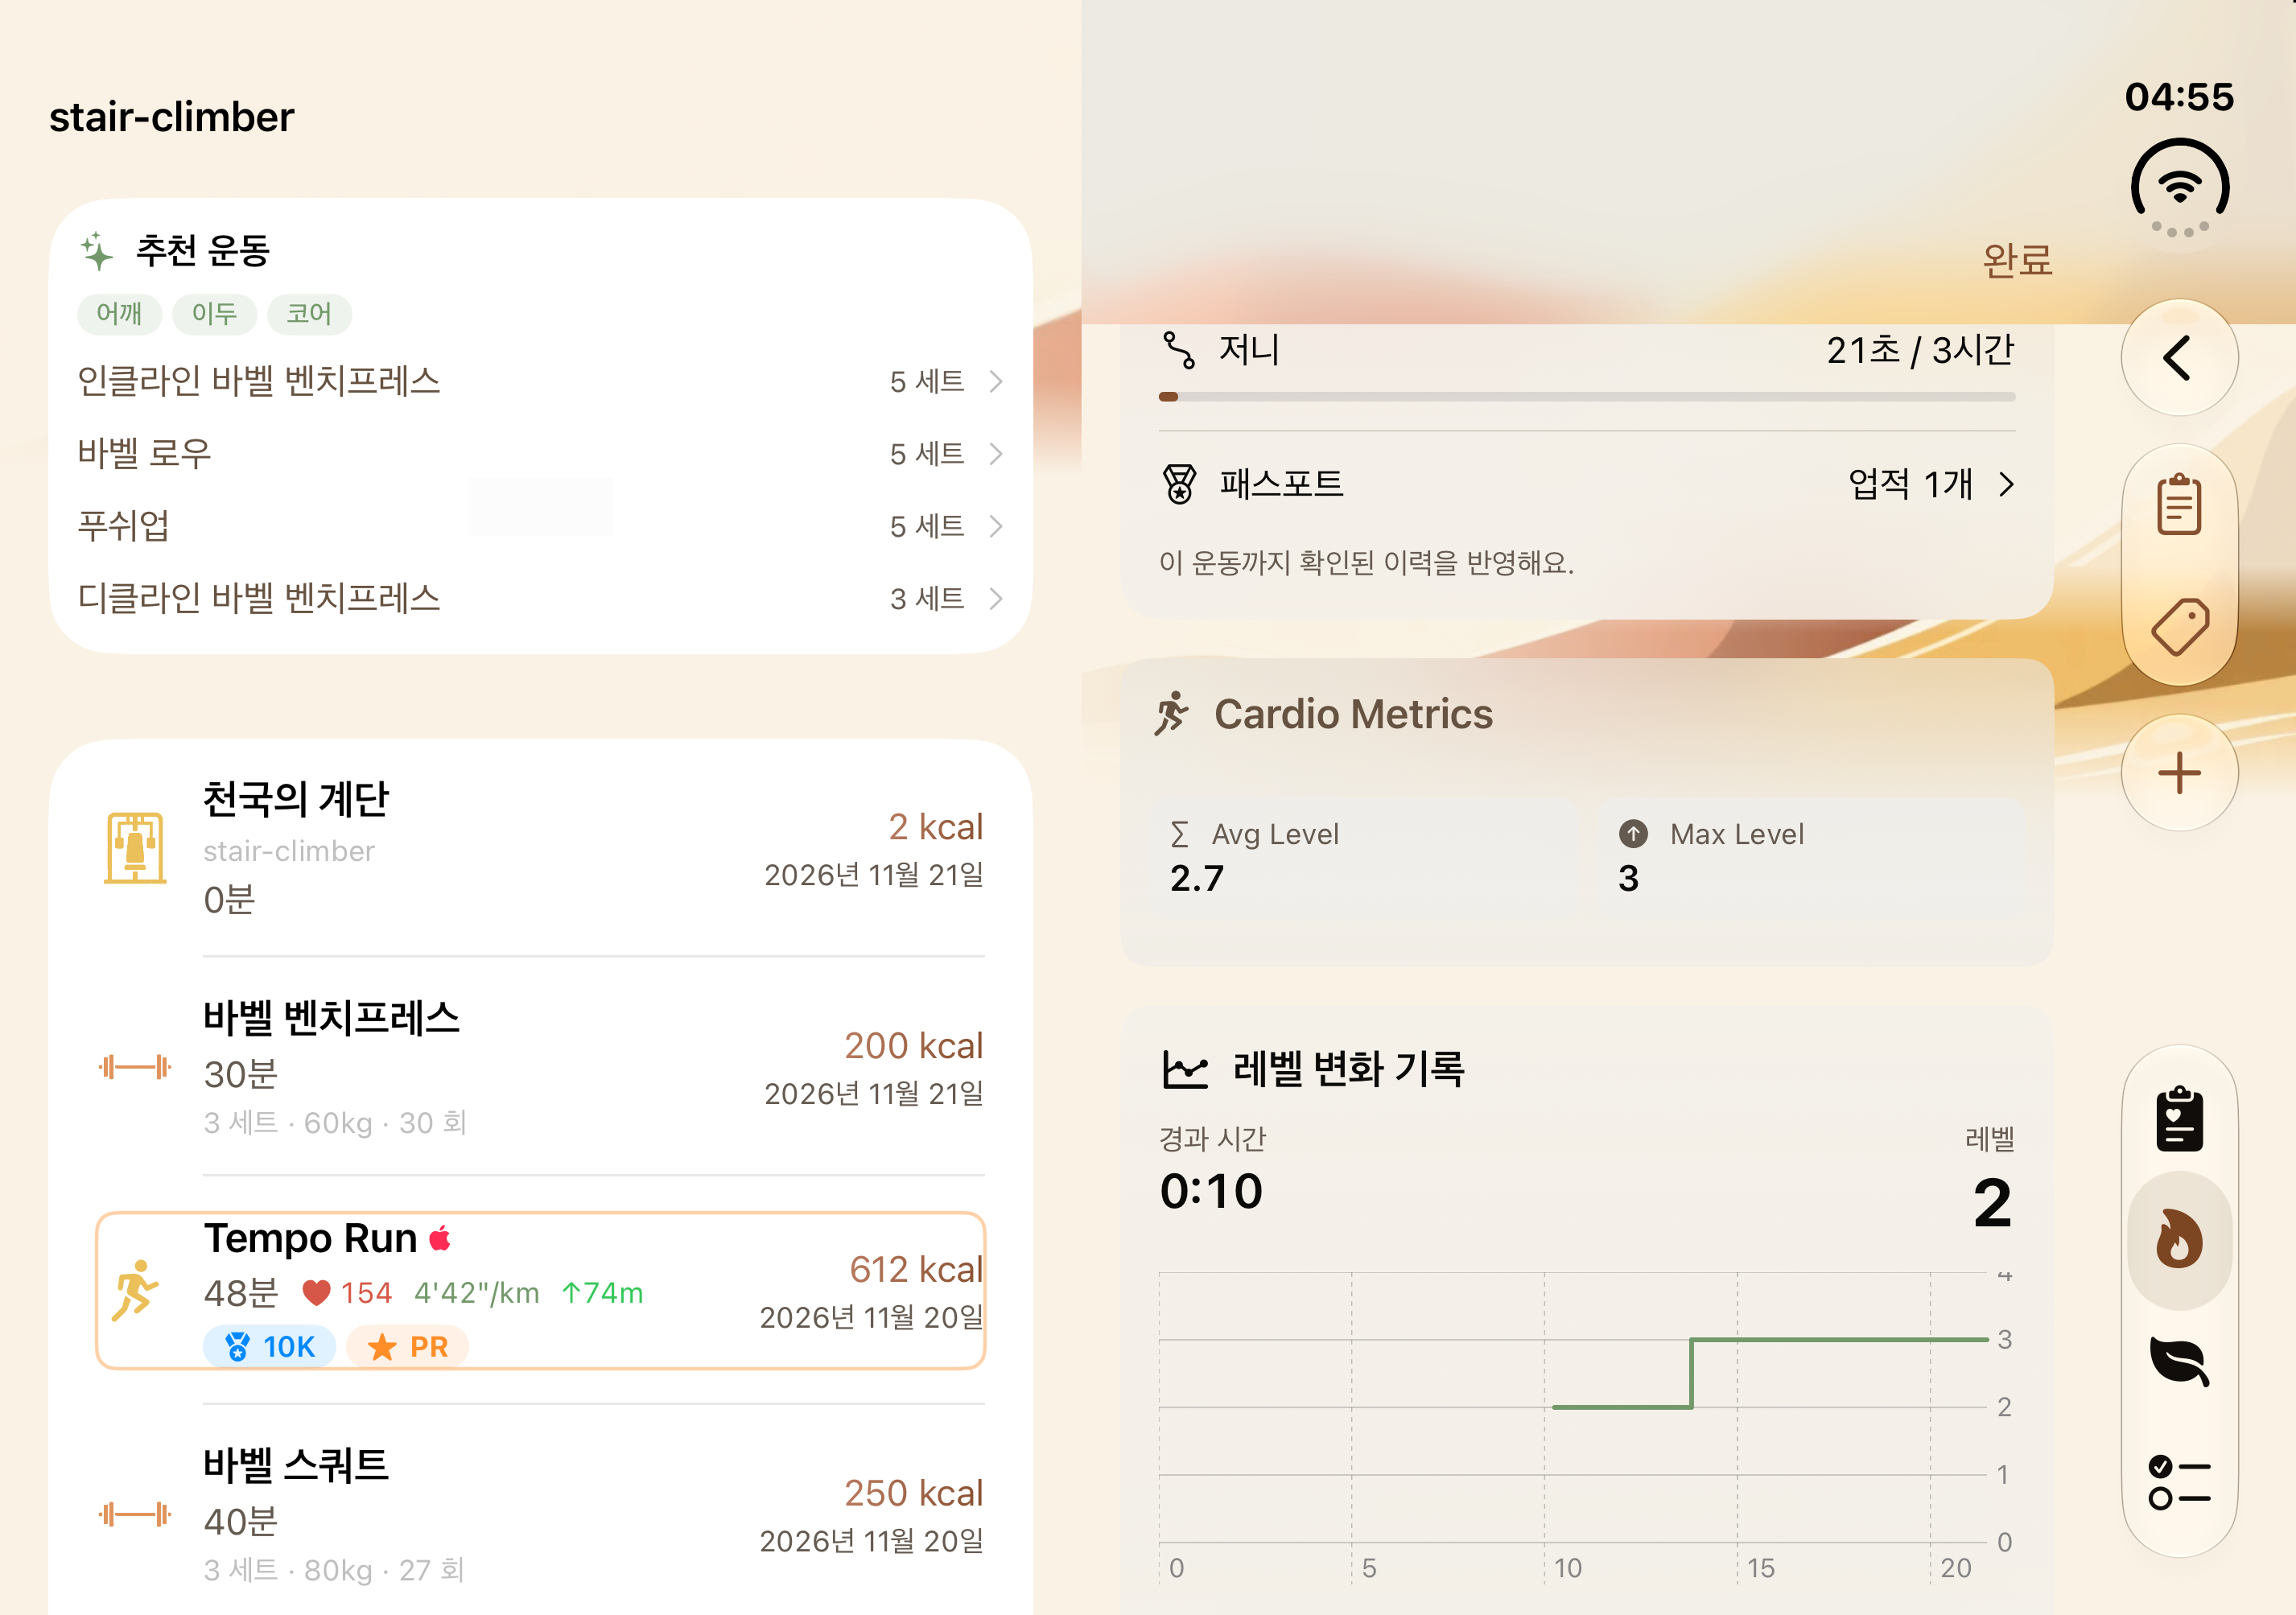 stair-climber
추천 운동
어깨 이두 코어
인클라인 바벨 벤치프레스 5 세트
바벨 로우 5 세트
푸쉬업 5 세트
디클라인 바벨 벤치프레스 3 세트
천국의 계단
stair-climber
0분
2 kcal
2026년 11월 21일
바벨 벤치프레스
30분
3 세트 · 60kg · 30 회
200 kcal
2026년 11월 21일
Tempo Run
48분 154 4'42"/km ↑74m
10K PR
612 kcal
2026년 11월 20일
바벨 스쿼트
40분
3 세트 · 80kg · 27 회
250 kcal
2026년 11월 20일
완료
저니 21초 / 3시간
패스포트 업적 1개
이 운동까지 확인된 이력을 반영해요.
Cardio Metrics
Avg Level
2.7
Max Level
3
레벨 변화 기록
경과 시간 레벨
0:10 2
4
3
2
1
0
0 5 10 15 20
04:55